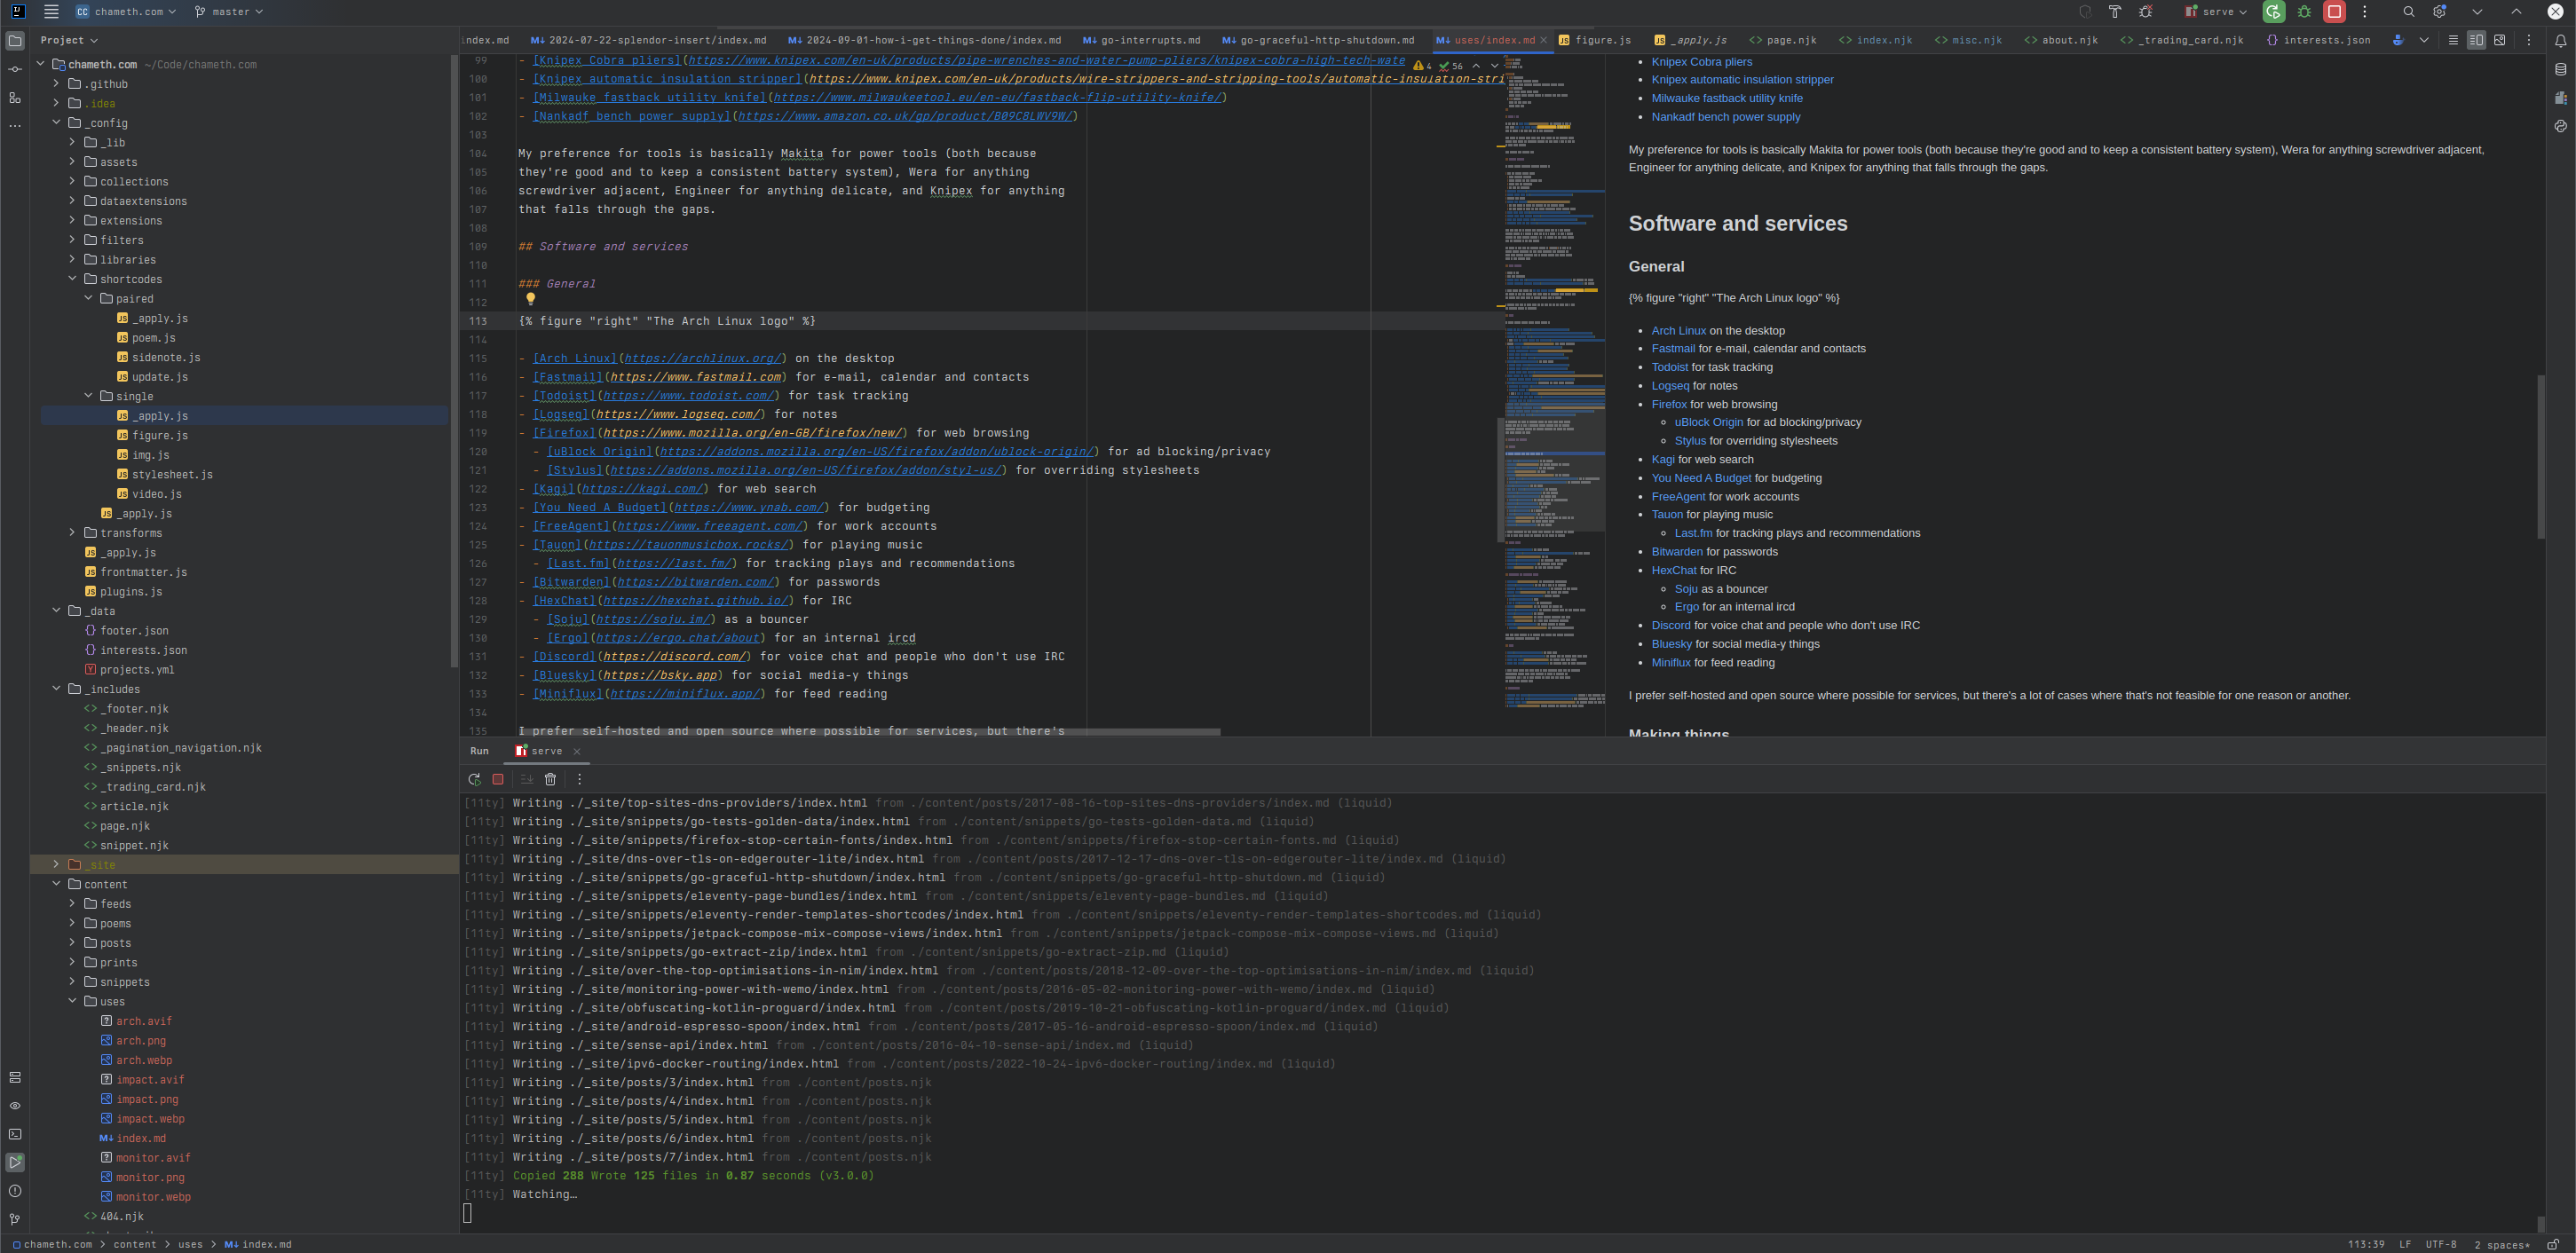 IJ
CC chameth.com
master
serve
Project
index.md
2024-07-22-splendor-insert/index.md
2024-09-01-how-i-get-things-done/index.md
go-interrupts.md
go-graceful-http-shutdown.md
uses/index.md
figure.js
_apply.js
page.njk
index.njk
misc.njk
about.njk
_trading_card.njk
interests.json
chameth.com ~/Code/chameth.com
.github
.idea
_config
_lib
assets
collections
dataextensions
extensions
filters
libraries
shortcodes
paired
_apply.js
poem.js
sidenote.js
update.js
single
_apply.js
figure.js
img.js
stylesheet.js
video.js
_apply.js
transforms
_apply.js
frontmatter.js
plugins.js
_data
footer.json
interests.json
projects.yml
_includes
_footer.njk
_header.njk
_pagination_navigation.njk
_snippets.njk
_trading_card.njk
article.njk
page.njk
snippet.njk
_site
content
feeds
poems
posts
prints
snippets
uses
arch.avif
arch.png
arch.webp
impact.avif
impact.png
impact.webp
index.md
monitor.avif
monitor.png
monitor.webp
404.njk
4 56
99 - [Knipex Cobra pliers](https://www.knipex.com/en-uk/products/pipe-wrenches-and-water-pump-pliers/knipex-cobra-high-tech-wate
100 - [Knipex automatic insulation stripper](https://www.knipex.com/en-uk/products/wire-strippers-and-stripping-tools/automatic-insulation-stri
101 - [Milwauke fastback utility knife](https://www.milwaukeetool.eu/en-eu/fastback-flip-utility-knife/)
102 - [Nankadf bench power supply](https://www.amazon.co.uk/gp/product/B09C8LWV9W/)
103
104 My preference for tools is basically Makita for power tools (both because
105 they're good and to keep a consistent battery system), Wera for anything
106 screwdriver adjacent, Engineer for anything delicate, and Knipex for anything
107 that falls through the gaps.
108
109 ## Software and services
110
111 ### General
112
113 {% figure "right" "The Arch Linux logo" %}
114
115 - [Arch Linux](https://archlinux.org/) on the desktop
116 - [Fastmail](https://www.fastmail.com) for e-mail, calendar and contacts
117 - [Todoist](https://www.todoist.com/) for task tracking
118 - [Logseq](https://www.logseq.com/) for notes
119 - [Firefox](https://www.mozilla.org/en-GB/firefox/new/) for web browsing
120 - [uBlock Origin](https://addons.mozilla.org/en-US/firefox/addon/ublock-origin/) for ad blocking/privacy
121 - [Stylus](https://addons.mozilla.org/en-US/firefox/addon/styl-us/) for overriding stylesheets
122 - [Kagi](https://kagi.com/) for web search
123 - [You Need A Budget](https://www.ynab.com/) for budgeting
124 - [FreeAgent](https://www.freeagent.com/) for work accounts
125 - [Tauon](https://tauonmusicbox.rocks/) for playing music
126 - [Last.fm](https://last.fm/) for tracking plays and recommendations
127 - [Bitwarden](https://bitwarden.com/) for passwords
128 - [HexChat](https://hexchat.github.io/) for IRC
129 - [Soju](https://soju.im/) as a bouncer
130 - [Ergo](https://ergo.chat/about) for an internal ircd
131 - [Discord](https://discord.com/) for voice chat and people who don't use IRC
132 - [Bluesky](https://bsky.app) for social media-y things
133 - [Miniflux](https://miniflux.app/) for feed reading
134
135 I prefer self-hosted and open source where possible for services, but there's
Knipex Cobra pliers
Knipex automatic insulation stripper
Milwauke fastback utility knife
Nankadf bench power supply
My preference for tools is basically Makita for power tools (both because they're good and to keep a consistent battery system), Wera for anything screwdriver adjacent,
Engineer for anything delicate, and Knipex for anything that falls through the gaps.
Software and services
General
{% figure "right" "The Arch Linux logo" %}
Arch Linux on the desktop
Fastmail for e-mail, calendar and contacts
Todoist for task tracking
Logseq for notes
Firefox for web browsing
uBlock Origin for ad blocking/privacy
Stylus for overriding stylesheets
Kagi for web search
You Need A Budget for budgeting
FreeAgent for work accounts
Tauon for playing music
Last.fm for tracking plays and recommendations
Bitwarden for passwords
HexChat for IRC
Soju as a bouncer
Ergo for an internal ircd
Discord for voice chat and people who don't use IRC
Bluesky for social media-y things
Miniflux for feed reading
I prefer self-hosted and open source where possible for services, but there's a lot of cases where that's not feasible for one reason or another.
Making things
Run serve
[11ty] Writing ./_site/top-sites-dns-providers/index.html from ./content/posts/2017-08-16-top-sites-dns-providers/index.md (liquid)
[11ty] Writing ./_site/snippets/go-tests-golden-data/index.html from ./content/snippets/go-tests-golden-data.md (liquid)
[11ty] Writing ./_site/snippets/firefox-stop-certain-fonts/index.html from ./content/snippets/firefox-stop-certain-fonts.md (liquid)
[11ty] Writing ./_site/dns-over-tls-on-edgerouter-lite/index.html from ./content/posts/2017-12-17-dns-over-tls-on-edgerouter-lite/index.md (liquid)
[11ty] Writing ./_site/snippets/go-graceful-http-shutdown/index.html from ./content/snippets/go-graceful-http-shutdown.md (liquid)
[11ty] Writing ./_site/snippets/eleventy-page-bundles/index.html from ./content/snippets/eleventy-page-bundles.md (liquid)
[11ty] Writing ./_site/snippets/eleventy-render-templates-shortcodes/index.html from ./content/snippets/eleventy-render-templates-shortcodes.md (liquid)
[11ty] Writing ./_site/snippets/jetpack-compose-mix-compose-views/index.html from ./content/snippets/jetpack-compose-mix-compose-views.md (liquid)
[11ty] Writing ./_site/snippets/go-extract-zip/index.html from ./content/snippets/go-extract-zip.md (liquid)
[11ty] Writing ./_site/over-the-top-optimisations-in-nim/index.html from ./content/posts/2018-12-09-over-the-top-optimisations-in-nim/index.md (liquid)
[11ty] Writing ./_site/monitoring-power-with-wemo/index.html from ./content/posts/2016-05-02-monitoring-power-with-wemo/index.md (liquid)
[11ty] Writing ./_site/obfuscating-kotlin-proguard/index.html from ./content/posts/2019-10-21-obfuscating-kotlin-proguard/index.md (liquid)
[11ty] Writing ./_site/android-espresso-spoon/index.html from ./content/posts/2017-05-16-android-espresso-spoon/index.md (liquid)
[11ty] Writing ./_site/sense-api/index.html from ./content/posts/2016-04-10-sense-api/index.md (liquid)
[11ty] Writing ./_site/ipv6-docker-routing/index.html from ./content/posts/2022-10-24-ipv6-docker-routing/index.md (liquid)
[11ty] Writing ./_site/posts/3/index.html from ./content/posts.njk
[11ty] Writing ./_site/posts/4/index.html from ./content/posts.njk
[11ty] Writing ./_site/posts/5/index.html from ./content/posts.njk
[11ty] Writing ./_site/posts/6/index.html from ./content/posts.njk
[11ty] Writing ./_site/posts/7/index.html from ./content/posts.njk
[11ty] Copied 288 Wrote 125 files in 0.87 seconds (v3.0.0)
[11ty] Watching…
chameth.com > content > uses > index.md
113:39 LF UTF-8 2 spaces*